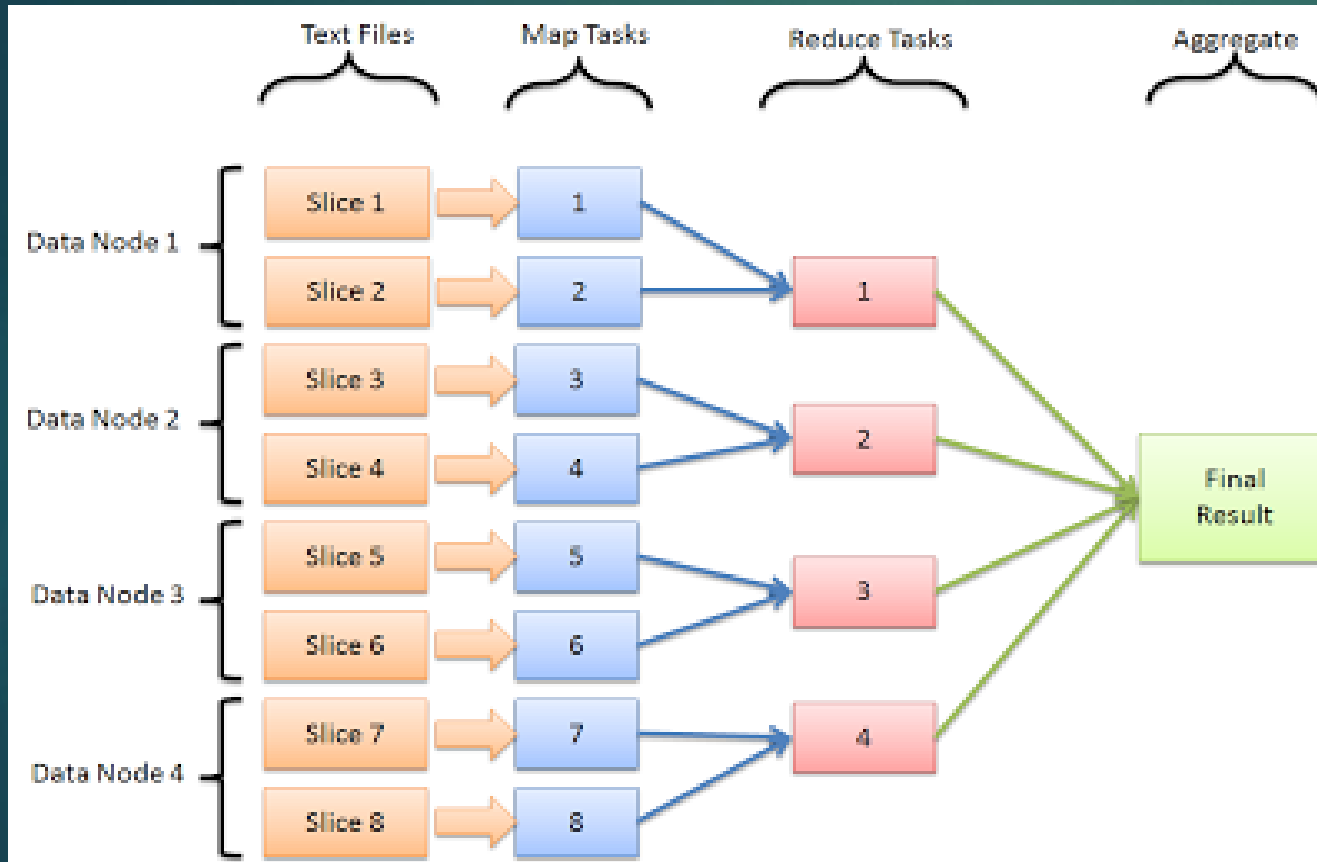 Text Files
Map Tasks
Reduce Tasks
Aggregate
Data Node 1
Slice 1
1
Slice 2
2
1
Data Node 2
Slice 3
3
Slice 4
4
2
Data Node 3
Slice 5
5
Slice 6
6
3
Data Node 4
Slice 7
7
Slice 8
8
4
Final
Result